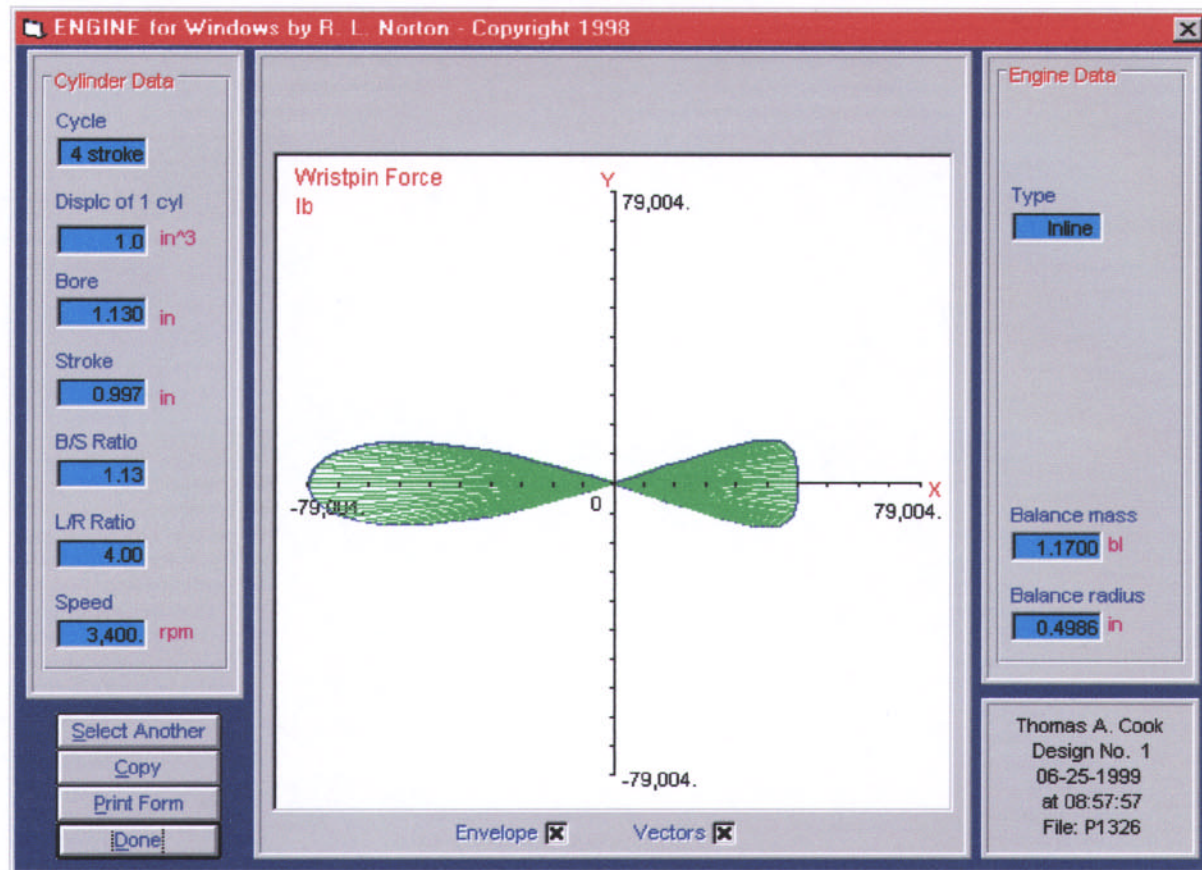 ENGINE for Windows by R. L. Norton - Copyright 1998
Cylinder Data
Cycle
4 stroke
Displc of 1 cyl
1.0 in^3
Bore
1.130 in
Stroke
0.997 in
B/S Ratio
1.13
L/R Ratio
4.00
Speed
3,400. rpm
Select Another
Copy
Print Form
Done
Wristpin Force
lb
Y
79,004.
-79,004.
0
X
79,004.
-79,004.
Envelope
Vectors
Engine Data
Type
Inline
Balance mass
1.1700 bl
Balance radius
0.4986 in
Thomas A. Cook
Design No. 1
06-25-1999
at 08:57:57
File: P1326